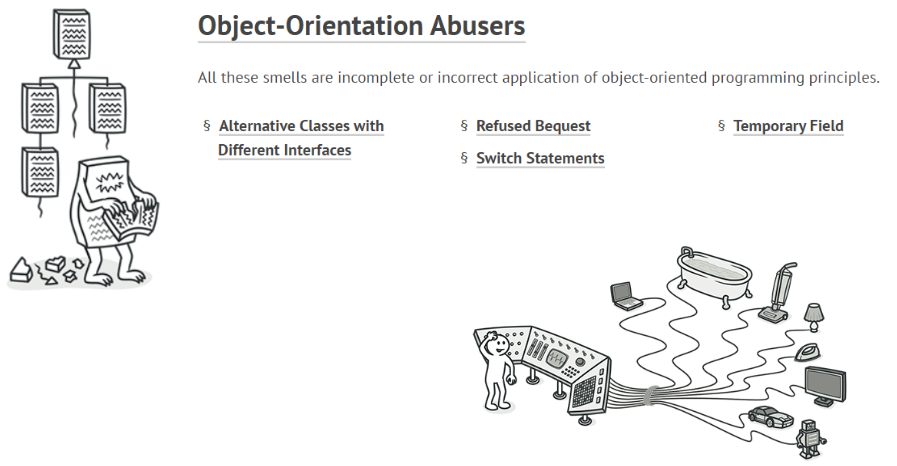 Object-Orientation Abusers
All these smells are incomplete or incorrect application of object-oriented programming principles.
§ Alternative Classes with
Different Interfaces
§ Refused Bequest
§ Switch Statements
§ Temporary Field